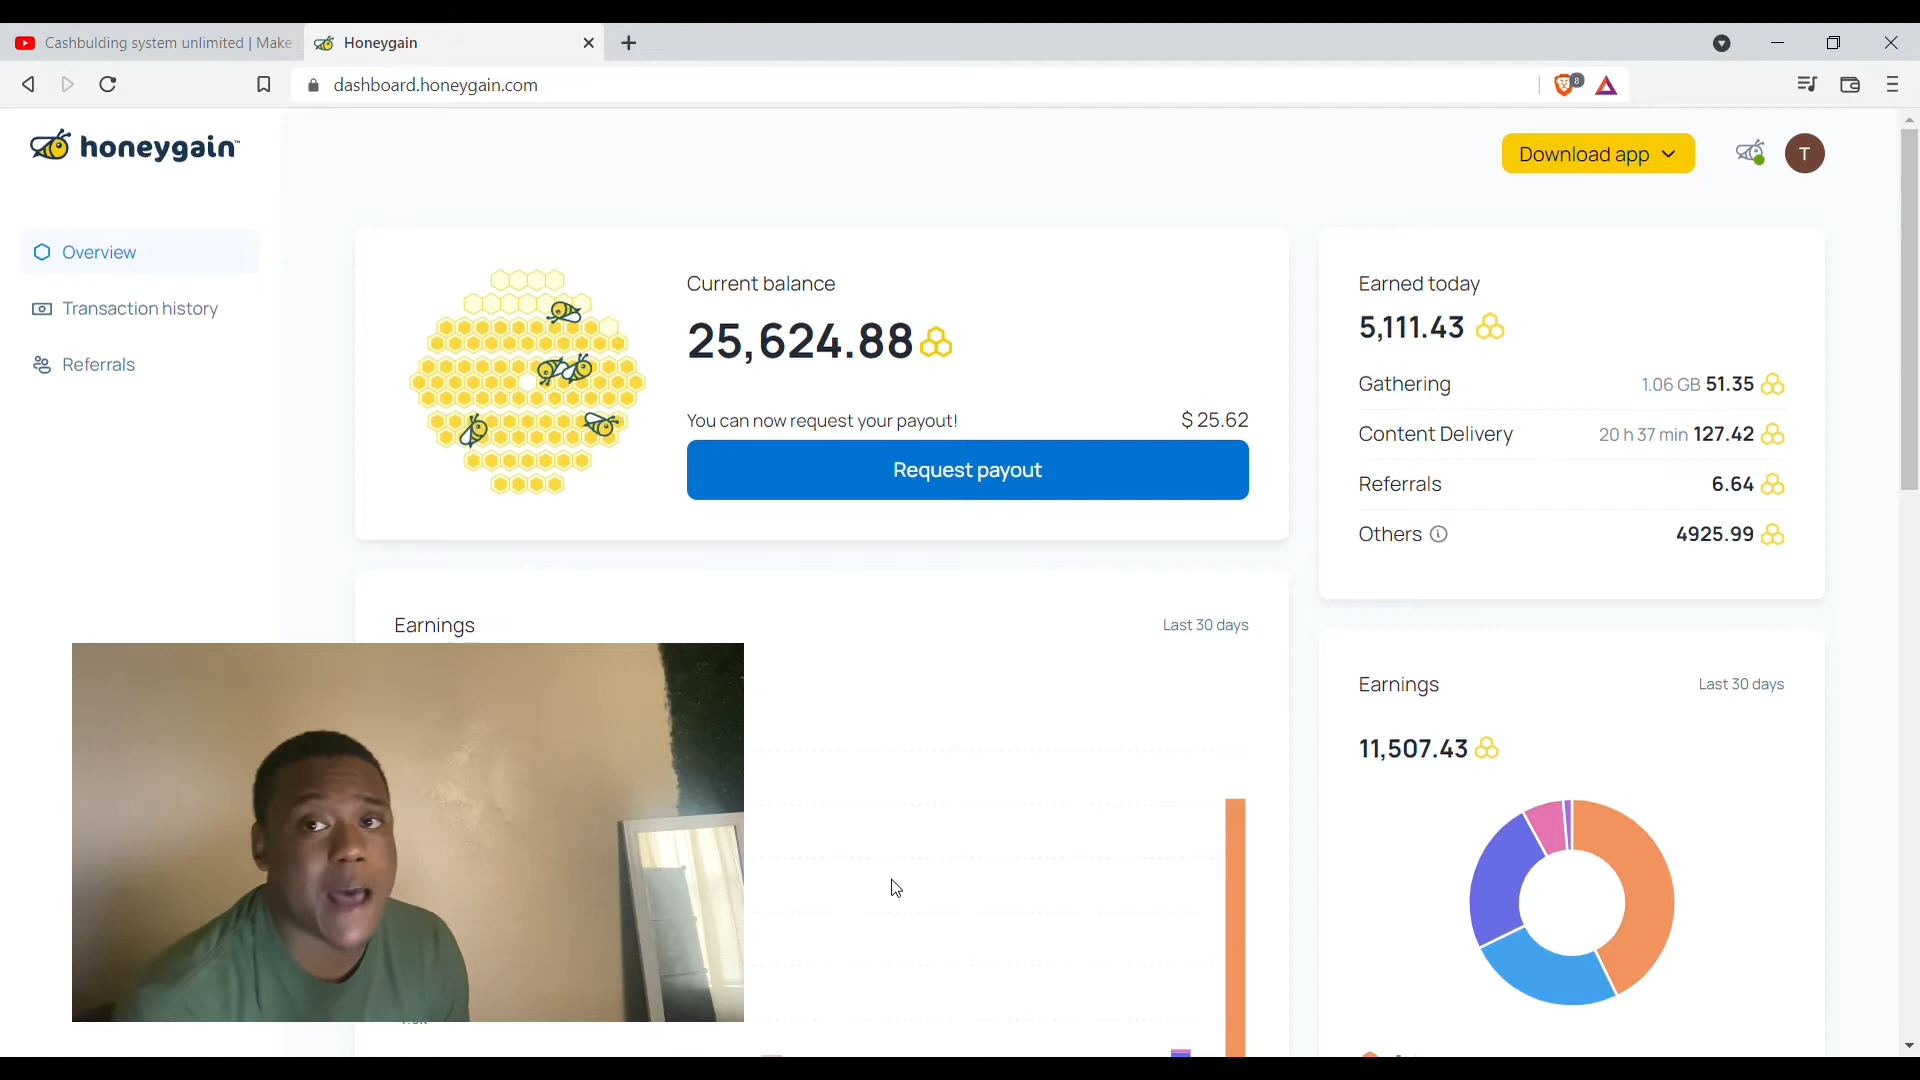 Cashbulding system unlimited | Make
Honeygain
8
dashboard.honeygain.com
honeygain™
Download app
T
Overview
Transaction history
Referrals
Current balance
25,624.88
You can now request your payout!
$ 25.62
Request payout
Earned today
5,111.43
Gathering
1.06 GB 51.35
Content Delivery
20 h 37 min 127.42
Referrals
6.64
Others
4925.99
Earnings
Last 30 days
Earnings
Last 30 days
11,507.43